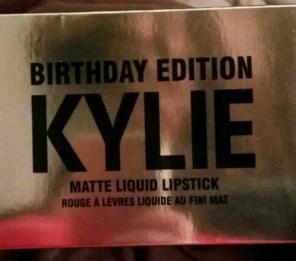 BIRTHDAY EDITION
KYLIE
MATTE LIQUID LIPSTICK
ROUGE À LÈVRES LIQUIDE AU FINI MAT